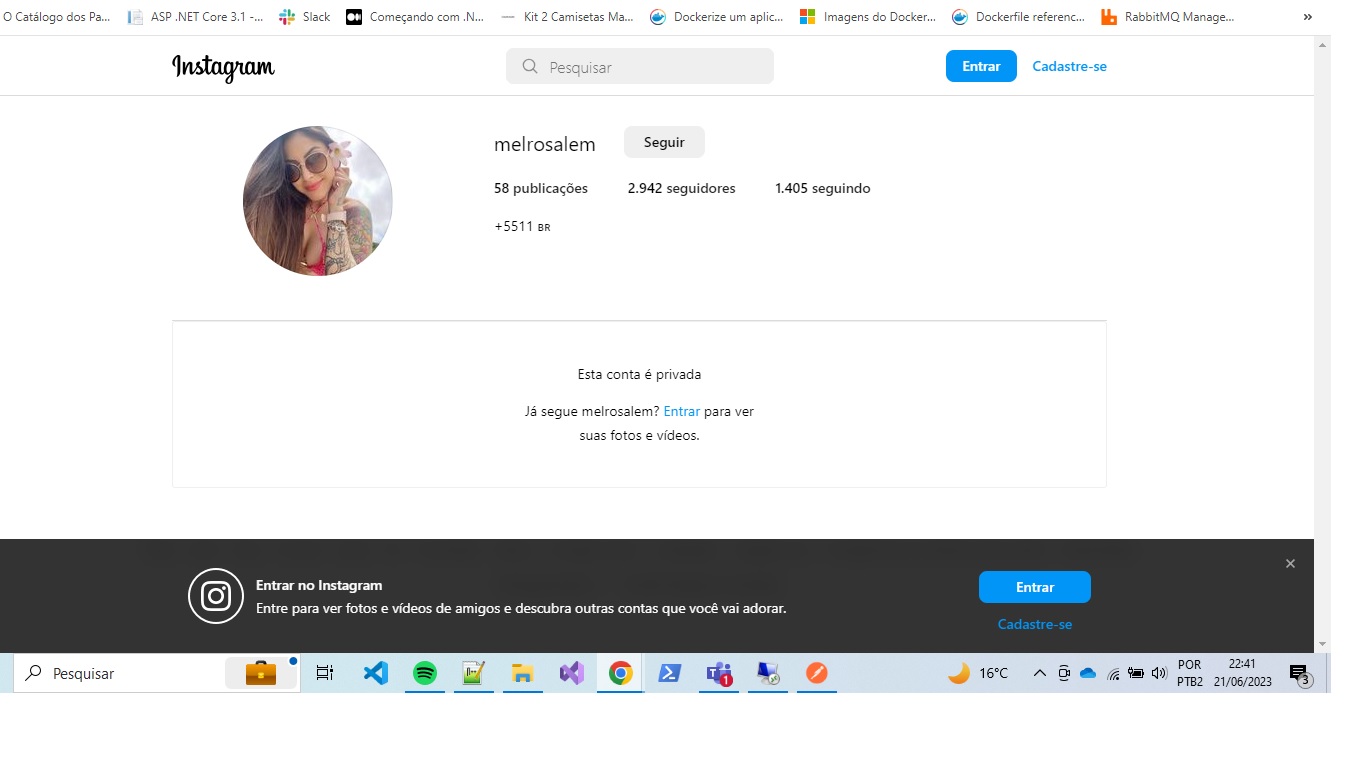 O Catálogo dos Pa... ASP .NET Core 3.1 -... Slack Começando com .N... Kit 2 Camisetas Ma... Dockerize um aplic... Imagens do Docker... Dockerfile referenc... RabbitMQ Manage... »
Instagram Pesquisar Entrar Cadastre-se
melrosalem Seguir
58 publicações 2.942 seguidores 1.405 seguindo
+5511 BR
Esta conta é privada
Já segue melrosalem? Entrar para ver
suas fotos e vídeos.
Entrar no Instagram
Entre para ver fotos e vídeos de amigos e descubra outras contas que você vai adorar.
Entrar
Cadastre-se
Pesquisar 1 16°C POR 22:41
PTB2 21/06/2023 3